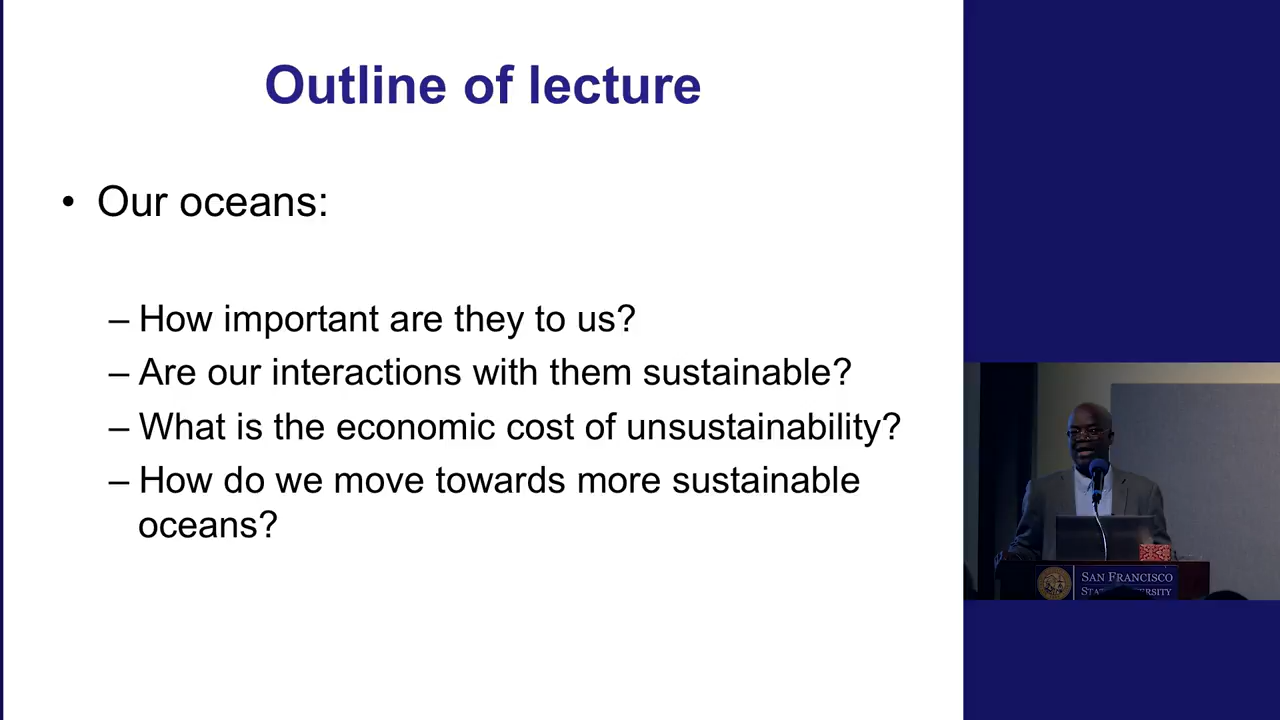 Outline of lecture
• Our oceans:
– How important are they to us?
– Are our interactions with them sustainable?
– What is the economic cost of unsustainability?
– How do we move towards more sustainable
oceans?
SAN FRANCISCO